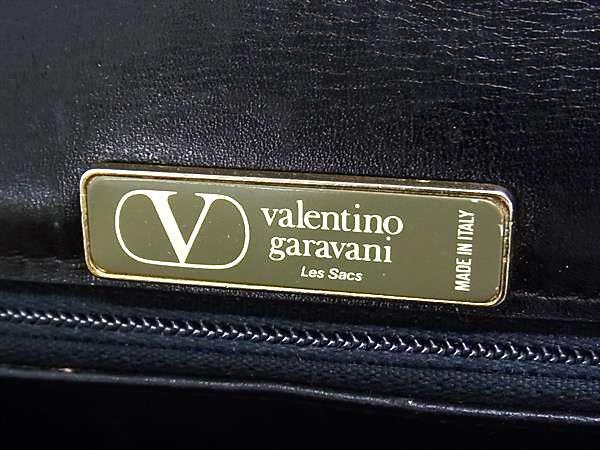 V
valentino
garavani
Les Sacs
MADE IN ITALY